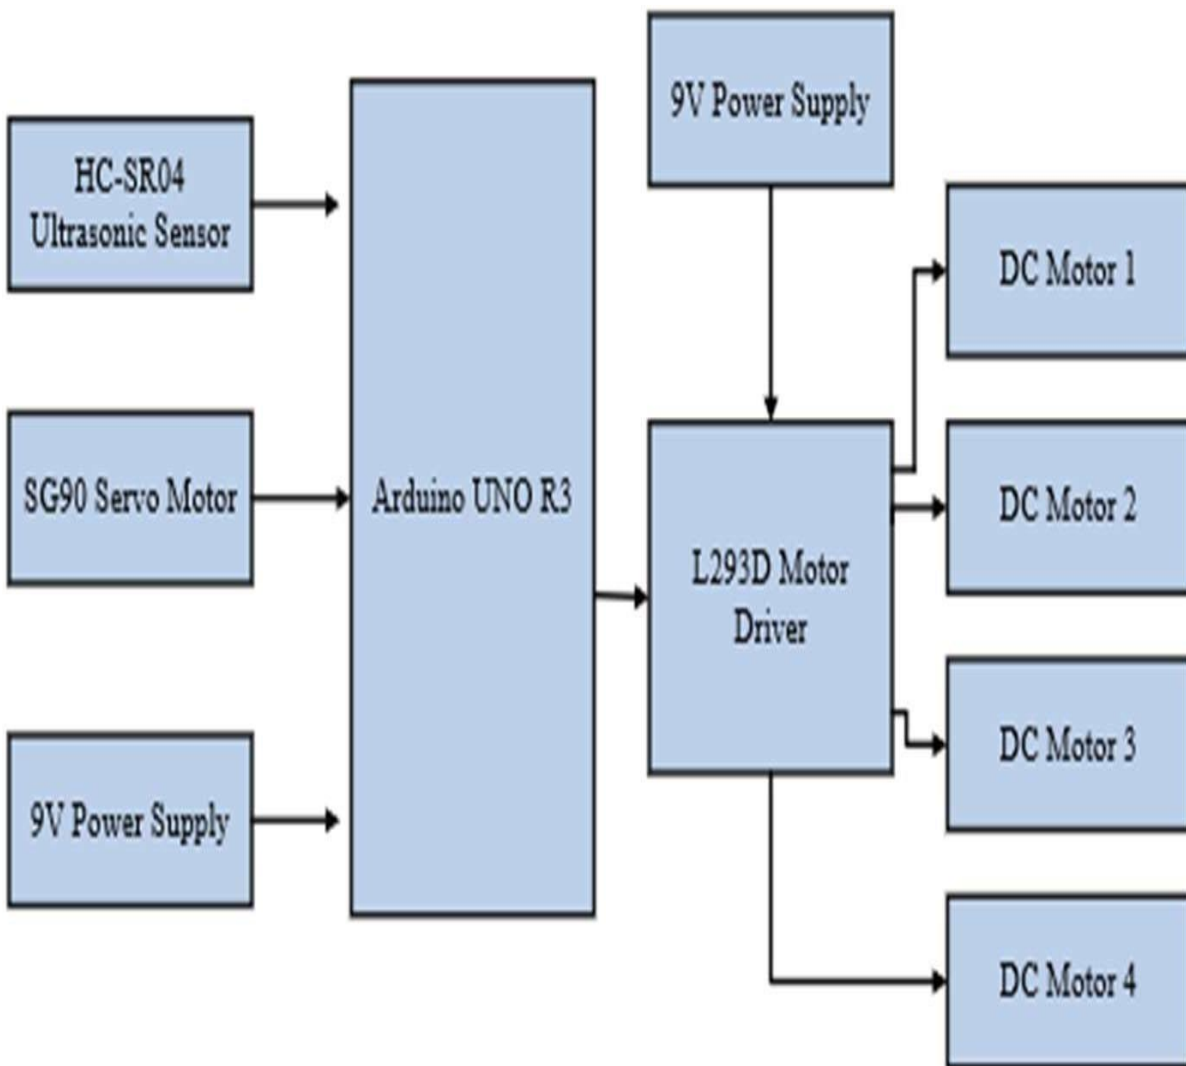 9V Power Supply
HC-SR04
Ultrasonic Sensor
DC Motor 1
SG90 Servo Motor
Arduino UNO R3
DC Motor 2
L293D Motor
Driver
DC Motor 3
9V Power Supply
DC Motor 4